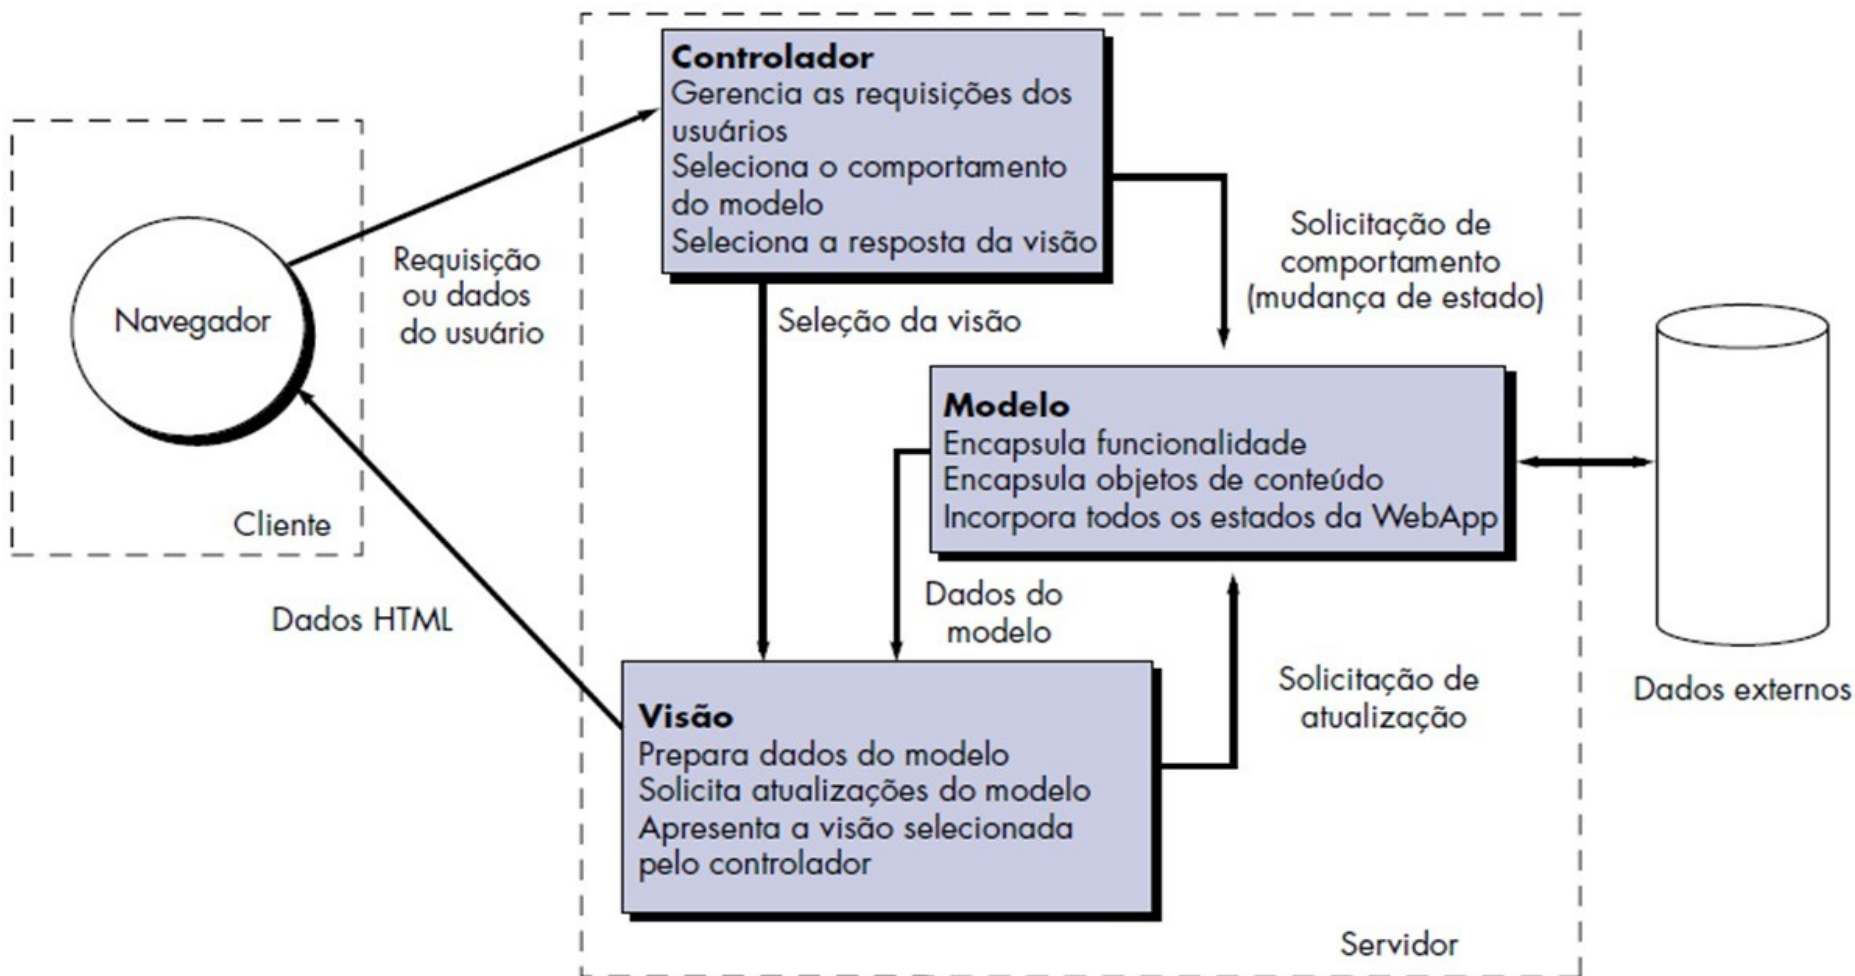 Controlador
Gerencia as requisições dos
usuários
Seleciona o comportamento
do modelo
Seleciona a resposta da visão
Navegador
Requisição
ou dados
do usuário
Cliente
Seleção da visão
Solicitação de
comportamento
(mudança de estado)
Modelo
Encapsula funcionalidade
Encapsula objetos de conteúdo
Incorpora todos os estados da WebApp
Dados HTML
Dados do
modelo
Solicitação de
atualização
Dados externos
Visão
Prepara dados do modelo
Solicita atualizações do modelo
Apresenta a visão selecionada
pelo controlador
Servidor